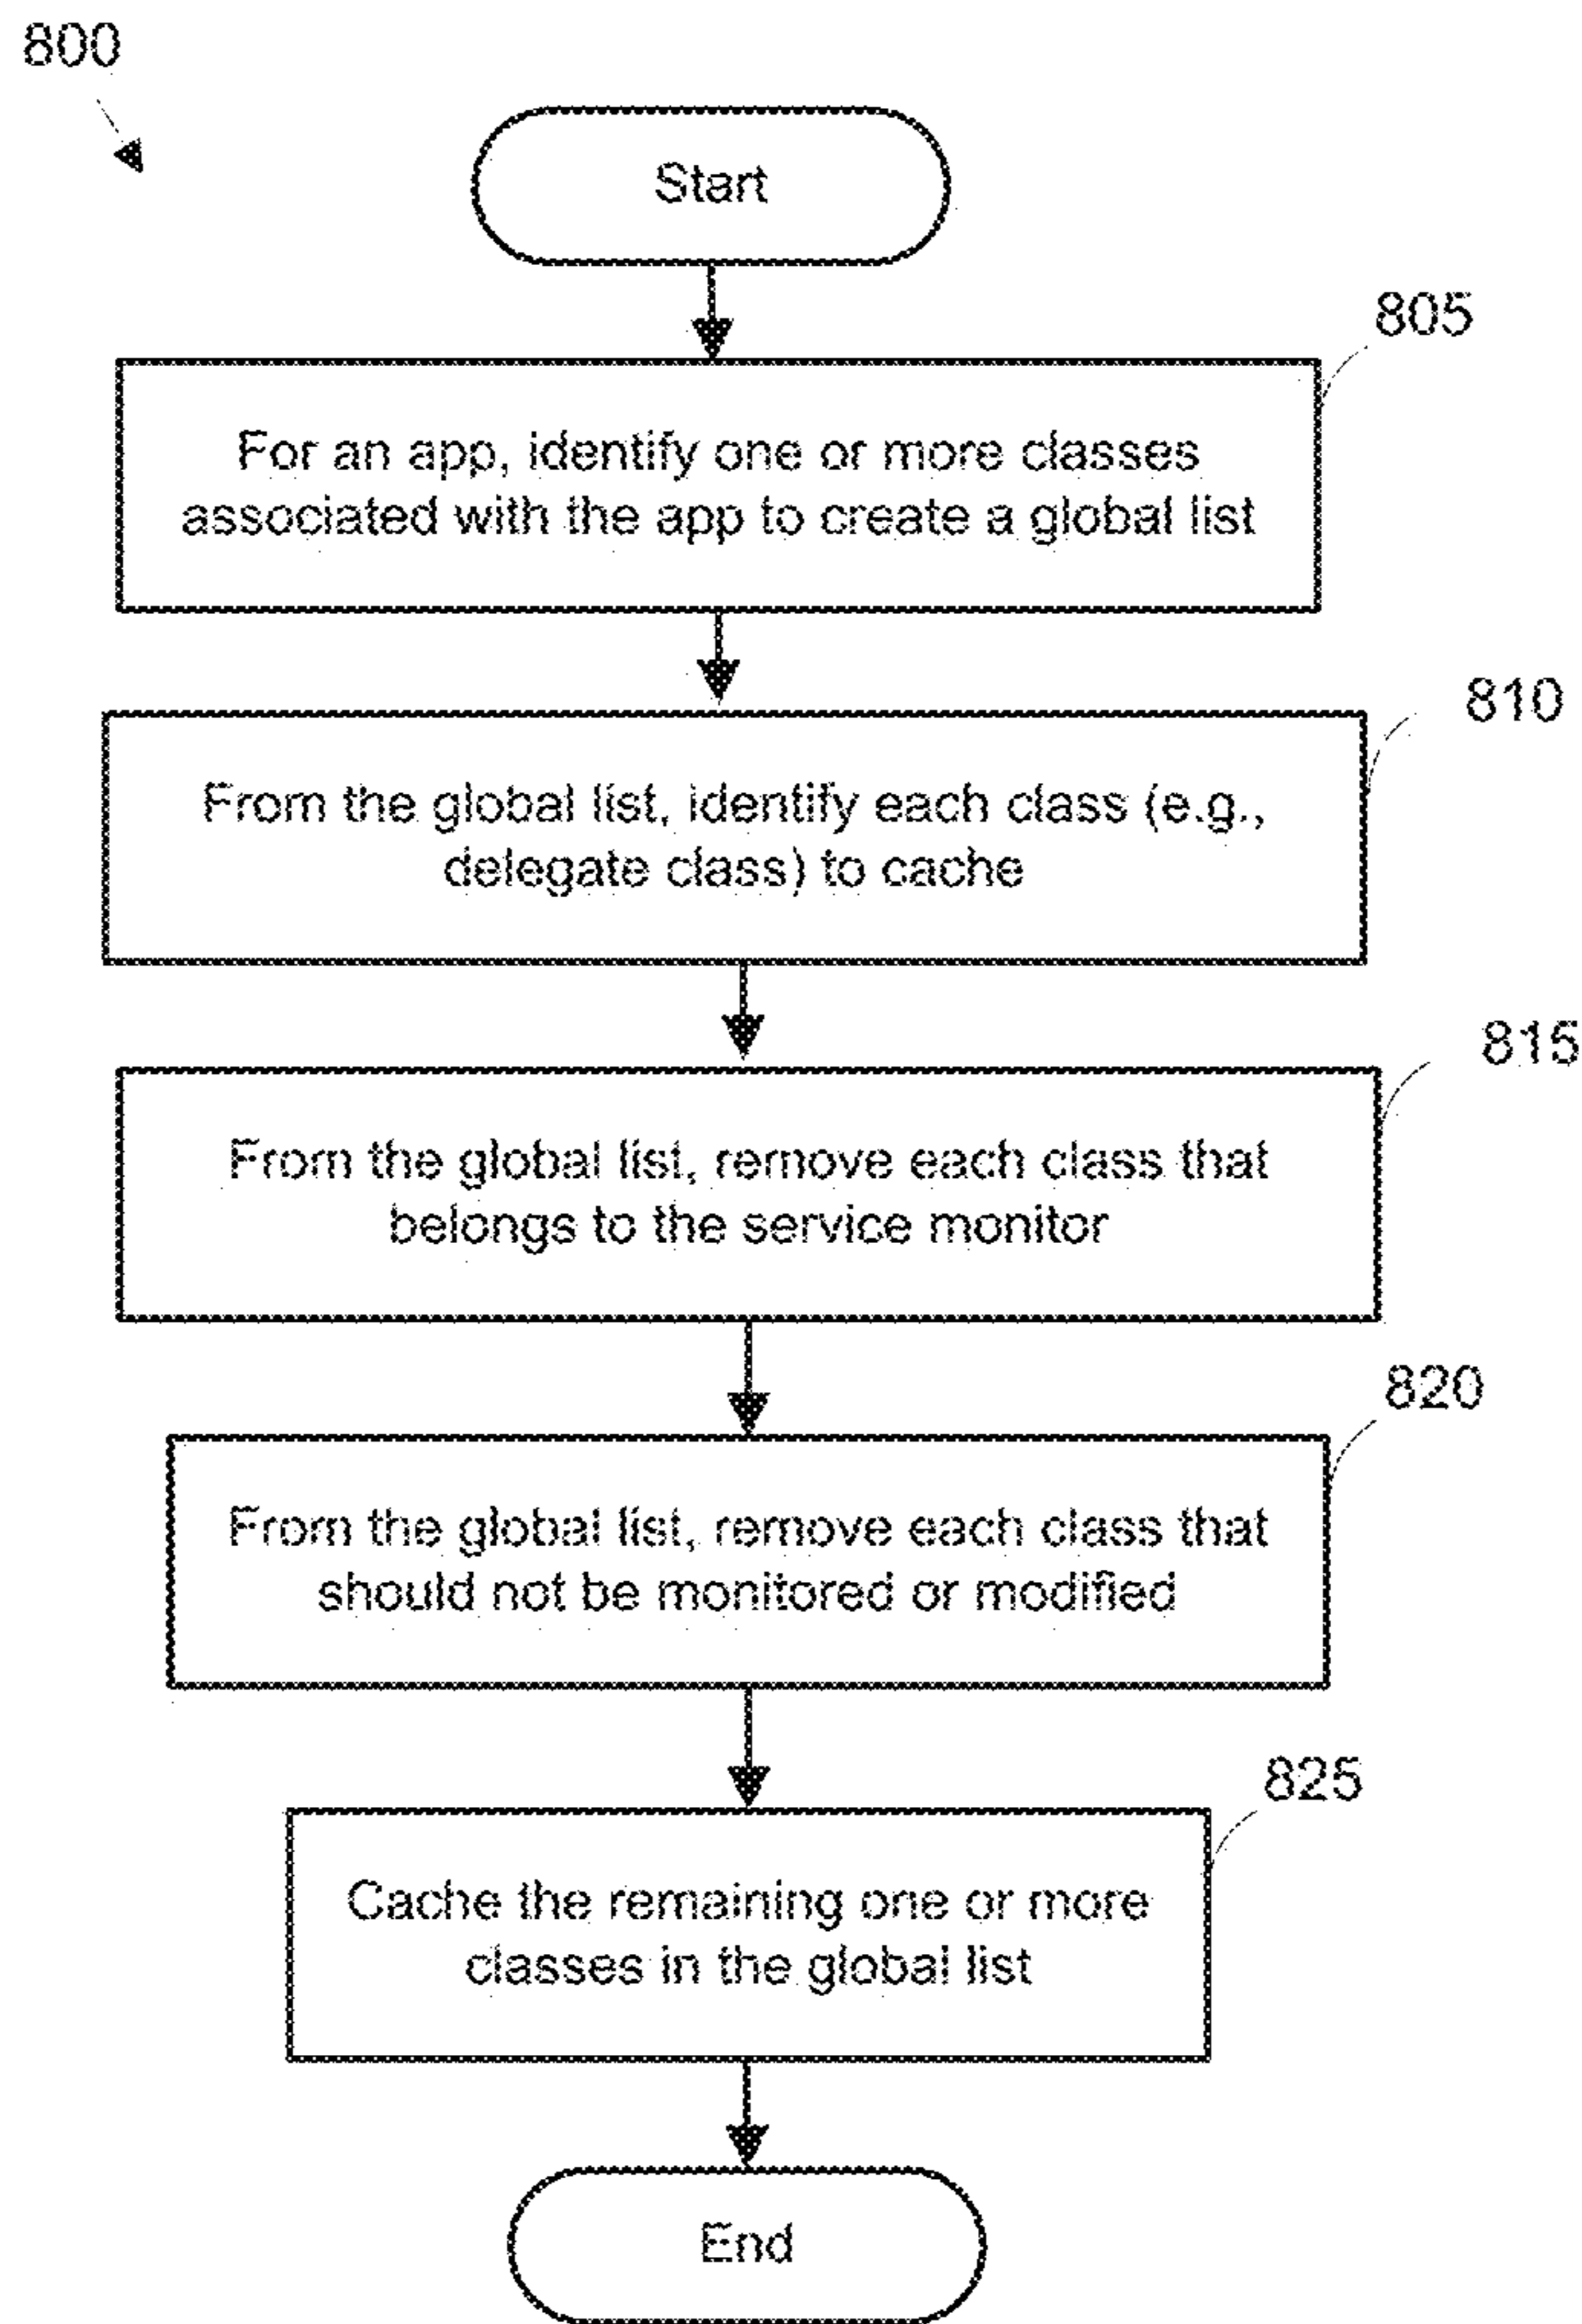 800
Start
805
For an app, identify one or more classes
associated with the app to create a global list
810
From the global list, identify each class (e.g.,
delegate class) to cache
815
From the global list, remove each class that
belongs to the service monitor
820
From the global list, remove each class that
should not be monitored or modified
825
Cache the remaining one or more
classes in the global list
End